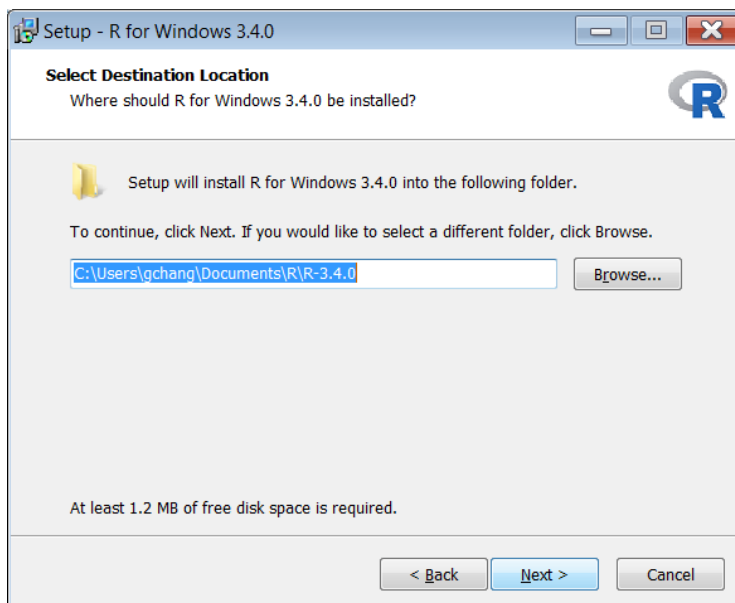 Setup - R for Windows 3.4.0
Select Destination Location
Where should R for Windows 3.4.0 be installed?
R
Setup will install R for Windows 3.4.0 into the following folder.
To continue, click Next. If you would like to select a different folder, click Browse.
C:\Users\gchang\Documents\R\R-3.4.0
Browse...
At least 1.2 MB of free disk space is required.
< Back
Next >
Cancel